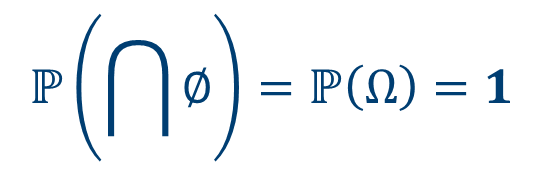 ℙ(⋂∅) = ℙ(Ω) = 1